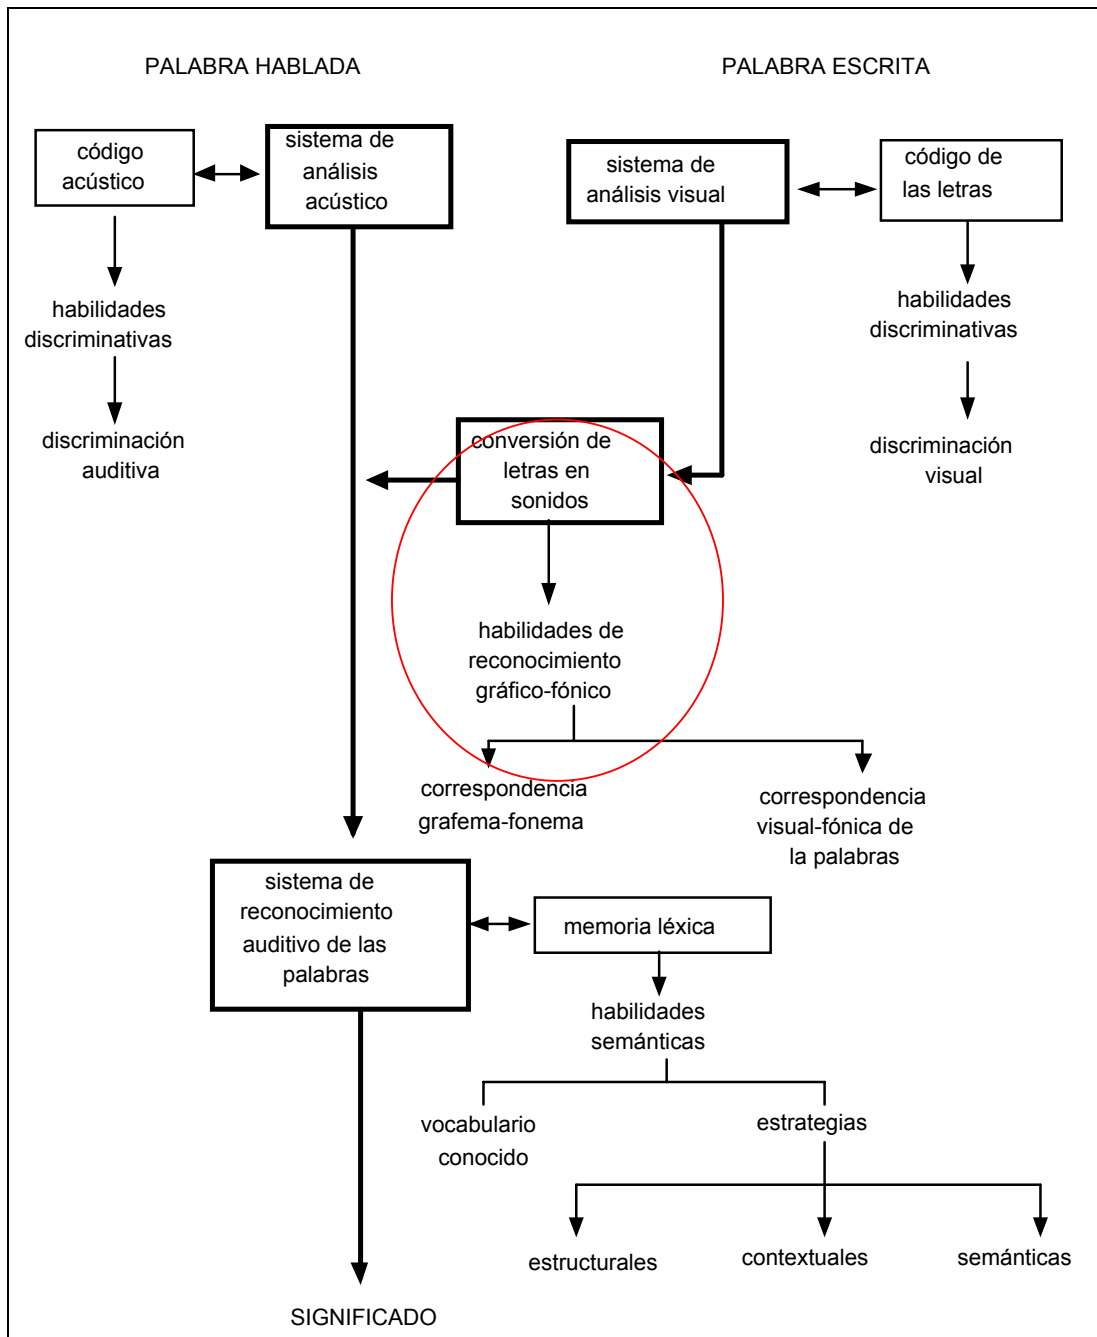 PALABRA HABLADA
PALABRA ESCRITA
código
acústico
sistema de
análisis
acústico
sistema de
análisis visual
código de
las letras
habilidades
discriminativas
discriminación
auditiva
habilidades
discriminativas
discriminación
visual
conversión de
letras en
sonidos
habilidades de
reconocimiento
gráfico-fónico
correspondencia
grafema-fonema
correspondencia
visual-fónica de
la palabras
sistema de
reconocimiento
auditivo de las
palabras
memoria léxica
habilidades
semánticas
vocabulario
conocido
estrategias
estructurales
contextuales
semánticas
SIGNIFICADO